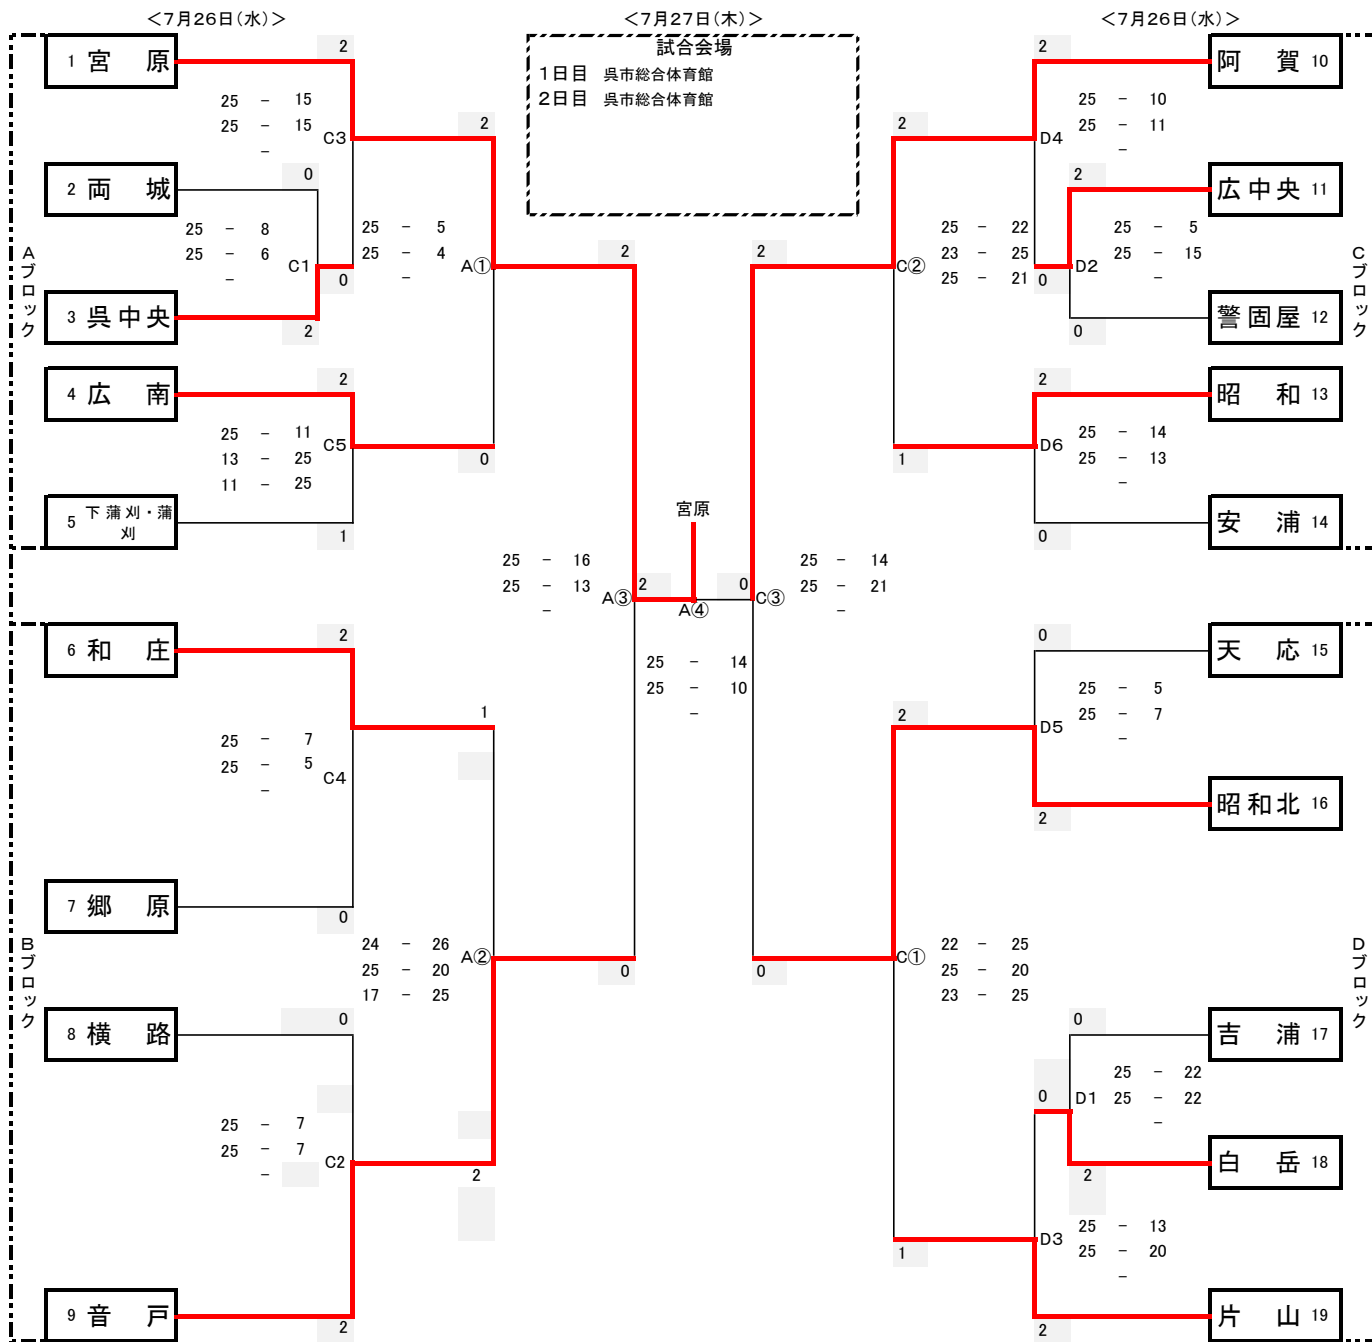 <7月26日(水)>
<7月27日(木)>
<7月26日(水)>
試合会場
1日目 呉市総合体育館
2日目 呉市総合体育館
Aブロック
1 宮原
2
25 - 15
25 - 15
-
C3
2 両城
0
25 - 8
25 - 6
-
C1
3 呉中央
2
0
25 - 5
25 - 4
-
2
A①
4 広南
2
25 - 11
13 - 25
11 - 25
C5
0
5 下蒲刈・蒲
刈
1
Bブロック
6 和庄
2
25 - 7
25 - 5
-
C4
7 郷原
0
1
24 - 26
25 - 20
17 - 25
A②
8 横路
0
25 - 7
25 - 7
-
C2
2
9 音戸
2
2
25 - 16
25 - 13
-
A③
0
宮原
2
0
A④
25 - 14
25 - 10
-
2
25 - 14
25 - 21
-
C③
0
Cブロック
阿賀 10
2
25 - 10
25 - 11
-
D4
広中央 11
2
25 - 5
25 - 15
-
D2
0
警固屋 12
0
2
25 - 22
23 - 25
25 - 21
C②
昭和 13
2
25 - 14
25 - 13
-
D6
1
安浦 14
0
Dブロック
天応 15
0
25 - 5
25 - 7
-
D5
昭和北 16
2
2
22 - 25
25 - 20
23 - 25
C①
吉浦 17
0
25 - 22
25 - 22
-
D1
0
白岳 18
2
25 - 13
25 - 20
-
D3
1
片山 19
2